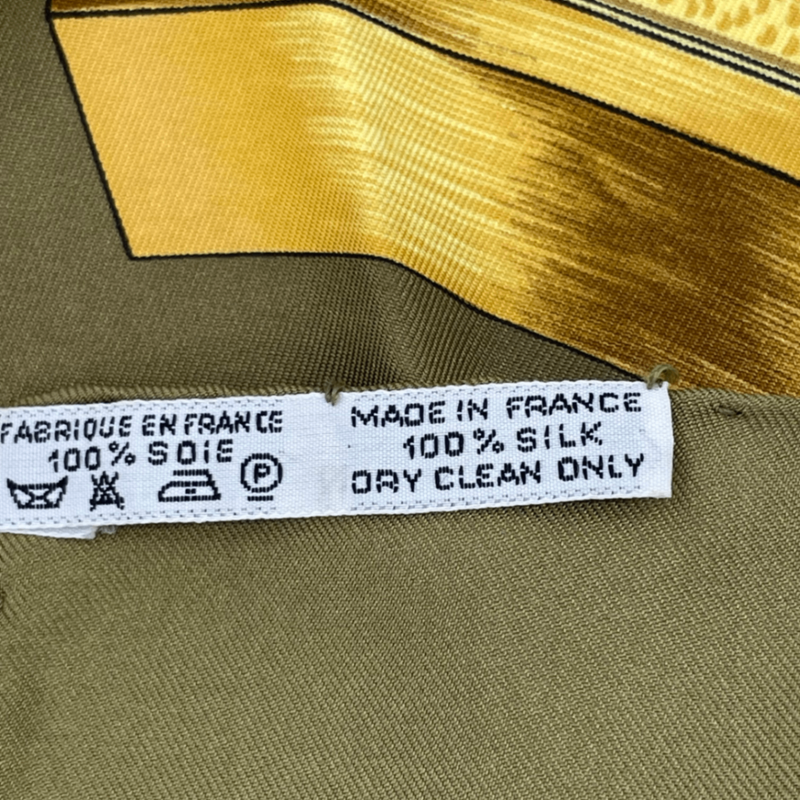 FABRIQUE EN FRANCE
100% SOIE
P
MADE IN FRANCE
100% SILK
DRY CLEAN ONLY